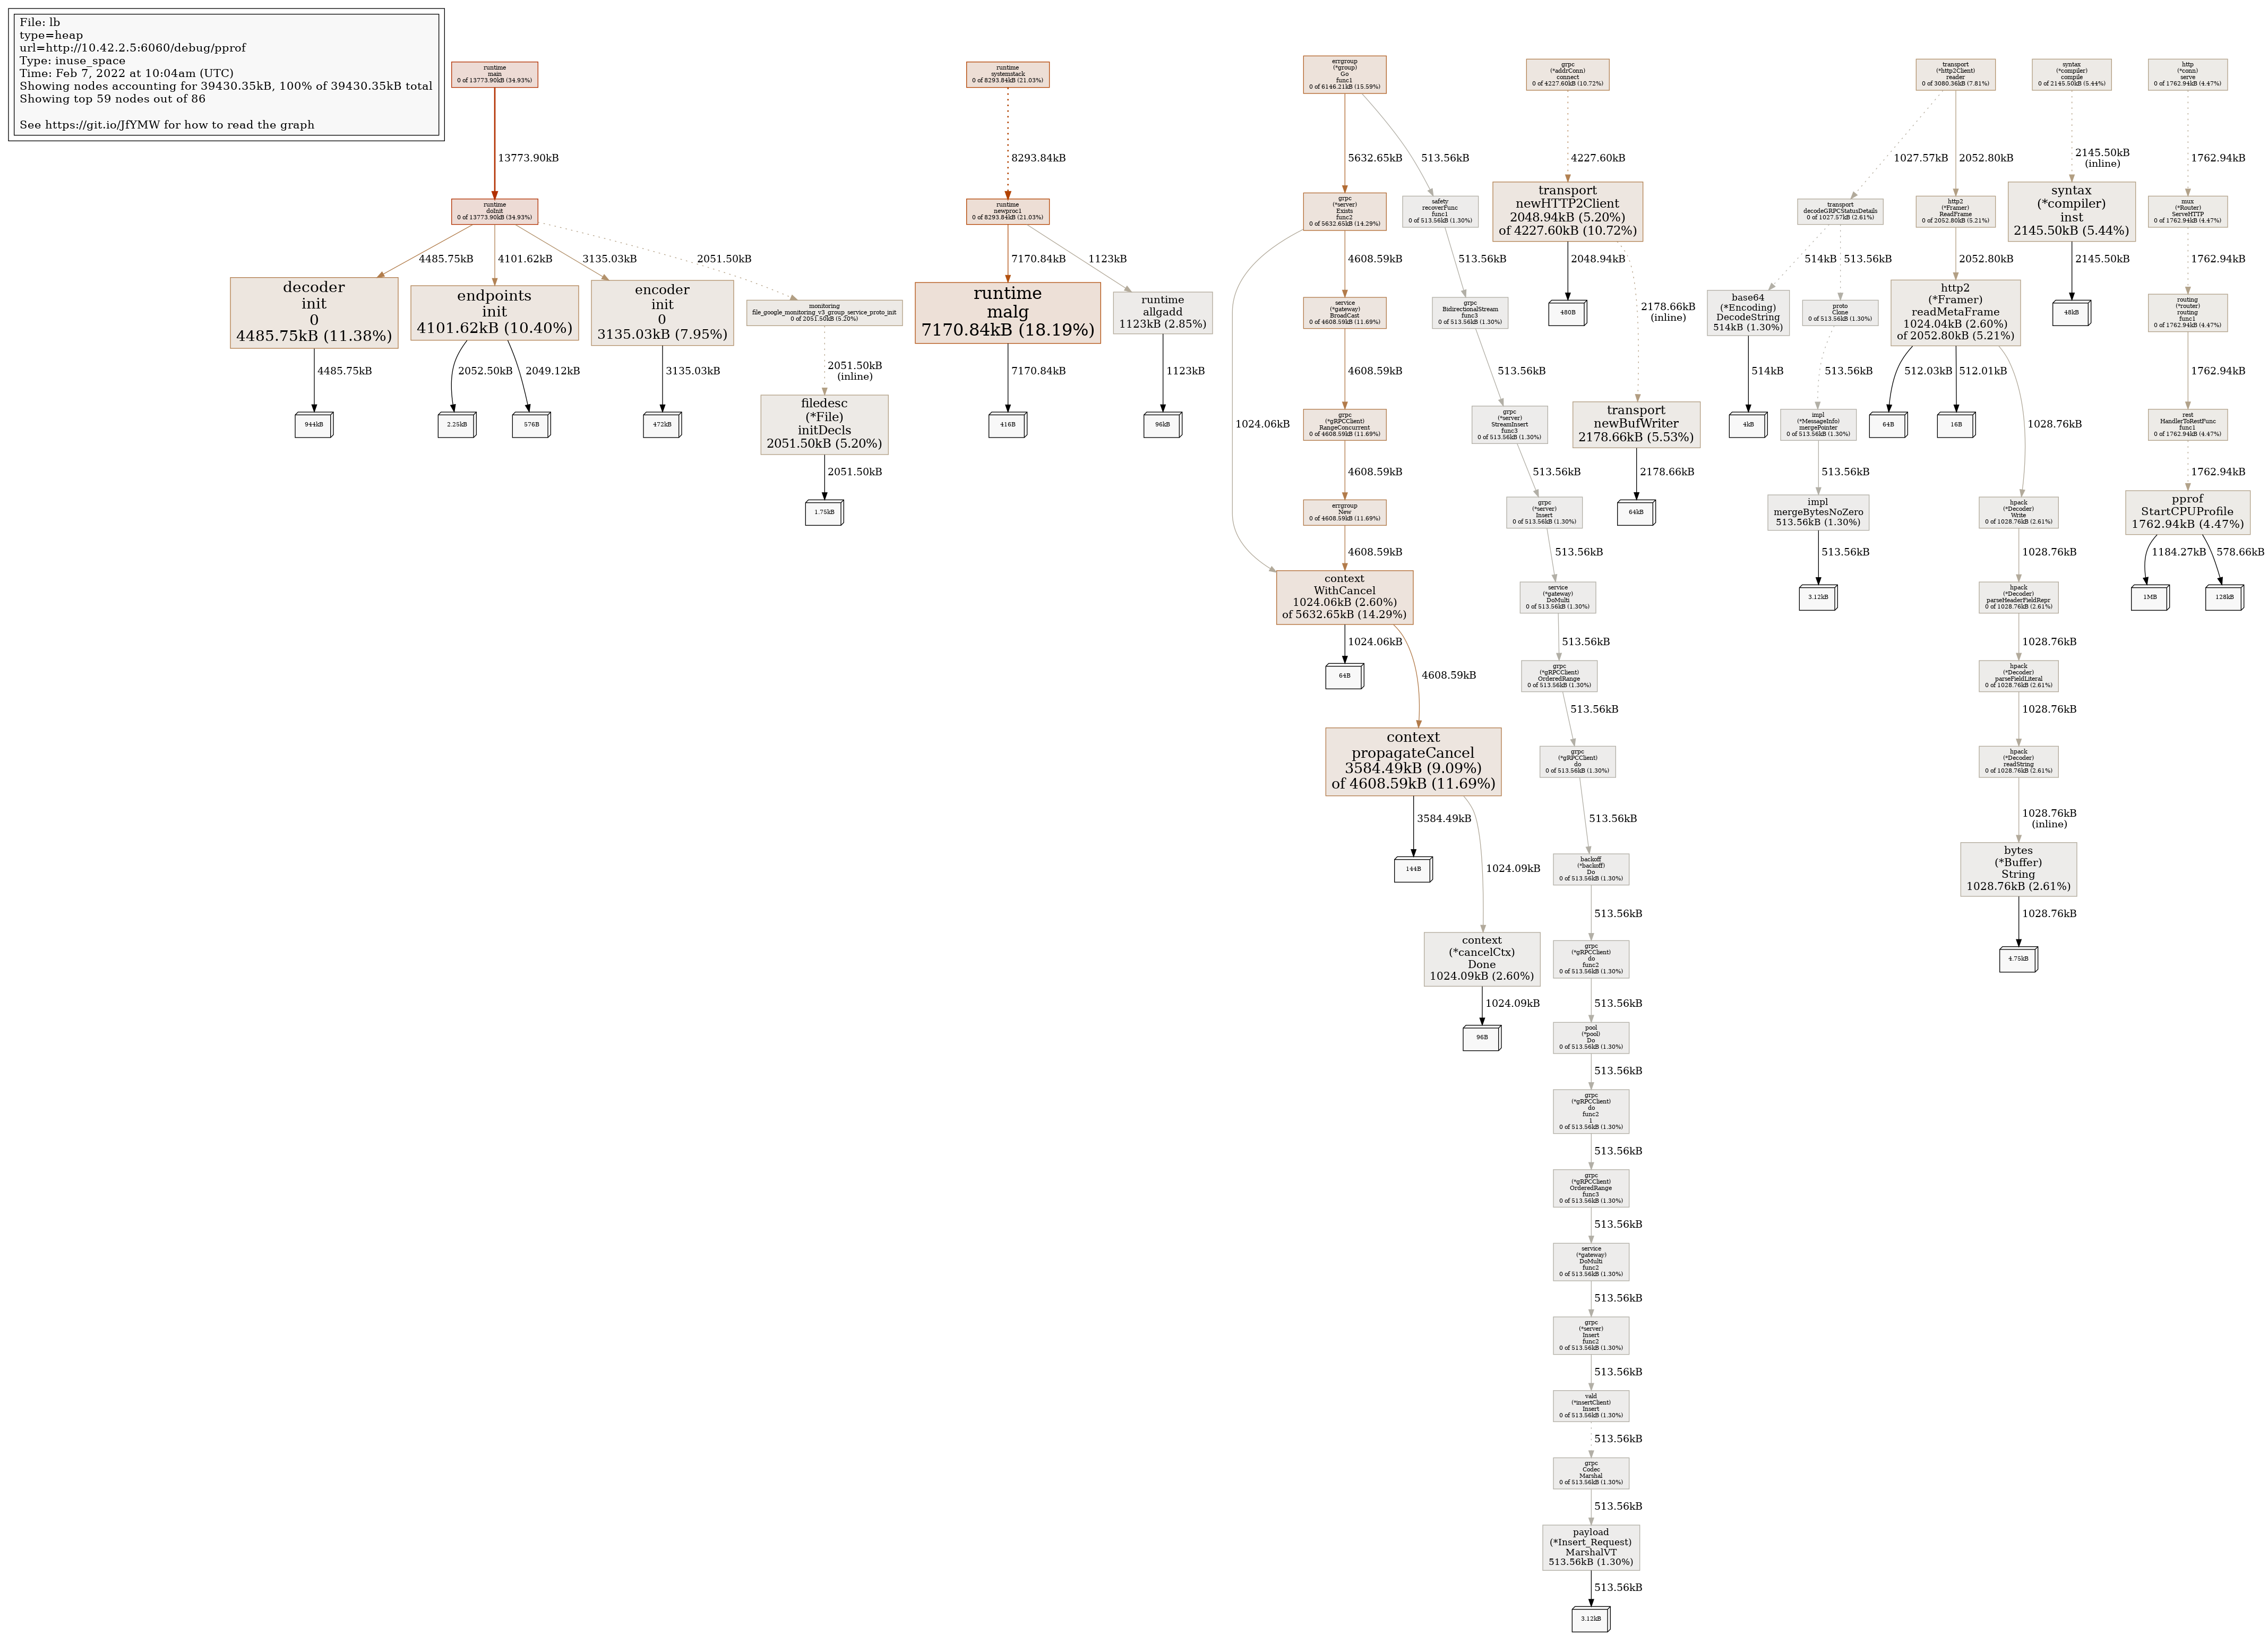 File: lb
type=heap
url=http://10.42.2.5:6060/debug/pprof
Type: inuse_space
Time: Feb 7, 2022 at 10:04am (UTC)
Showing nodes accounting for 39430.35kB, 100% of 39430.35kB total
Showing top 59 nodes out of 86
See https://git.io/JfYMW for how to read the graph
runtime
main
0 of 13773.90kB (34.93%)
13773.90kB
runtime
doInit
0 of 13773.90kB (34.93%)
4485.75kB
4101.62kB
3135.03kB
2051.50kB
decoder
init
0
4485.75kB (11.38%)
4485.75kB
944kB
endpoints
init
4101.62kB (10.40%)
2052.50kB
2049.12kB
2.25kB
576B
encoder
init
0
3135.03kB (7.95%)
3135.03kB
472kB
monitoring
file_google_monitoring_v3_group_service_proto_init
0 of 2051.50kB (5.20%)
2051.50kB
(inline)
filedesc
(*File)
initDecls
2051.50kB (5.20%)
2051.50kB
1.75kB
runtime
systemstack
0 of 8293.84kB (21.03%)
8293.84kB
runtime
newproc1
0 of 8293.84kB (21.03%)
7170.84kB
1123kB
runtime
malg
7170.84kB (18.19%)
7170.84kB
416B
runtime
allgadd
1123kB (2.85%)
1123kB
96kB
errgroup
(*group)
Go
func1
0 of 6146.21kB (15.59%)
5632.65kB
513.56kB
grpc
(*server)
Exists
func2
0 of 5632.65kB (14.29%)
1024.06kB
4608.59kB
service
(*gateway)
BroadCast
0 of 4608.59kB (11.69%)
4608.59kB
grpc
(*gRPCClient)
RangeConcurrent
0 of 4608.59kB (11.69%)
4608.59kB
errgroup
New
0 of 4608.59kB (11.69%)
4608.59kB
context
WithCancel
1024.06kB (2.60%)
of 5632.65kB (14.29%)
1024.06kB
64B
4608.59kB
context
propagateCancel
3584.49kB (9.09%)
of 4608.59kB (11.69%)
3584.49kB
144B
1024.09kB
context
(*cancelCtx)
Done
1024.09kB (2.60%)
1024.09kB
96B
safety
recoverFunc
func1
0 of 513.56kB (1.30%)
513.56kB
grpc
BidirectionalStream
func3
0 of 513.56kB (1.30%)
513.56kB
grpc
(*server)
StreamInsert
func3
0 of 513.56kB (1.30%)
513.56kB
grpc
(*server)
Insert
0 of 513.56kB (1.30%)
513.56kB
service
(*gateway)
DoMulti
0 of 513.56kB (1.30%)
513.56kB
grpc
(*gRPCClient)
OrderedRange
0 of 513.56kB (1.30%)
513.56kB
grpc
(*gRPCClient)
do
0 of 513.56kB (1.30%)
513.56kB
backoff
(*backoff)
Do
0 of 513.56kB (1.30%)
513.56kB
grpc
(*gRPCClient)
do
func2
0 of 513.56kB (1.30%)
513.56kB
pool
(*pool)
Do
0 of 513.56kB (1.30%)
513.56kB
grpc
(*gRPCClient)
do
func2
1
0 of 513.56kB (1.30%)
513.56kB
grpc
(*gRPCClient)
OrderedRange
func3
0 of 513.56kB (1.30%)
513.56kB
service
(*gateway)
DoMulti
func2
0 of 513.56kB (1.30%)
513.56kB
grpc
(*server)
Insert
func2
0 of 513.56kB (1.30%)
513.56kB
vald
(*insertClient)
Insert
0 of 513.56kB (1.30%)
513.56kB
grpc
Codec
Marshal
0 of 513.56kB (1.30%)
513.56kB
payload
(*Insert_Request)
MarshalVT
513.56kB (1.30%)
513.56kB
3.12kB
grpc
(*addrConn)
connect
0 of 4227.60kB (10.72%)
4227.60kB
transport
newHTTP2Client
2048.94kB (5.20%)
of 4227.60kB (10.72%)
2048.94kB
480B
2178.66kB
(inline)
transport
newBufWriter
2178.66kB (5.53%)
2178.66kB
64kB
transport
(*http2Client)
reader
0 of 3080.36kB (7.81%)
1027.57kB
2052.80kB
transport
decodeGRPCStatusDetails
0 of 1027.57kB (2.61%)
514kB
513.56kB
base64
(*Encoding)
DecodeString
514kB (1.30%)
514kB
4kB
proto
Clone
0 of 513.56kB (1.30%)
513.56kB
impl
(*MessageInfo)
mergePointer
0 of 513.56kB (1.30%)
513.56kB
impl
mergeBytesNoZero
513.56kB (1.30%)
513.56kB
3.12kB
http2
(*Framer)
ReadFrame
0 of 2052.80kB (5.21%)
2052.80kB
http2
(*Framer)
readMetaFrame
1024.04kB (2.60%)
of 2052.80kB (5.21%)
512.03kB
512.01kB
1028.76kB
64B
16B
hpack
(*Decoder)
Write
0 of 1028.76kB (2.61%)
1028.76kB
hpack
(*Decoder)
parseHeaderFieldRepr
0 of 1028.76kB (2.61%)
1028.76kB
hpack
(*Decoder)
parseFieldLiteral
0 of 1028.76kB (2.61%)
1028.76kB
hpack
(*Decoder)
readString
0 of 1028.76kB (2.61%)
1028.76kB
(inline)
bytes
(*Buffer)
String
1028.76kB (2.61%)
1028.76kB
4.75kB
syntax
(*compiler)
compile
0 of 2145.50kB (5.44%)
2145.50kB
(inline)
syntax
(*compiler)
inst
2145.50kB (5.44%)
2145.50kB
48kB
http
(*conn)
serve
0 of 1762.94kB (4.47%)
1762.94kB
mux
(*Router)
ServeHTTP
0 of 1762.94kB (4.47%)
1762.94kB
routing
(*router)
routing
func1
0 of 1762.94kB (4.47%)
1762.94kB
rest
HandlerToRestFunc
func1
0 of 1762.94kB (4.47%)
1762.94kB
pprof
StartCPUProfile
1762.94kB (4.47%)
1184.27kB
578.66kB
1MB
128kB